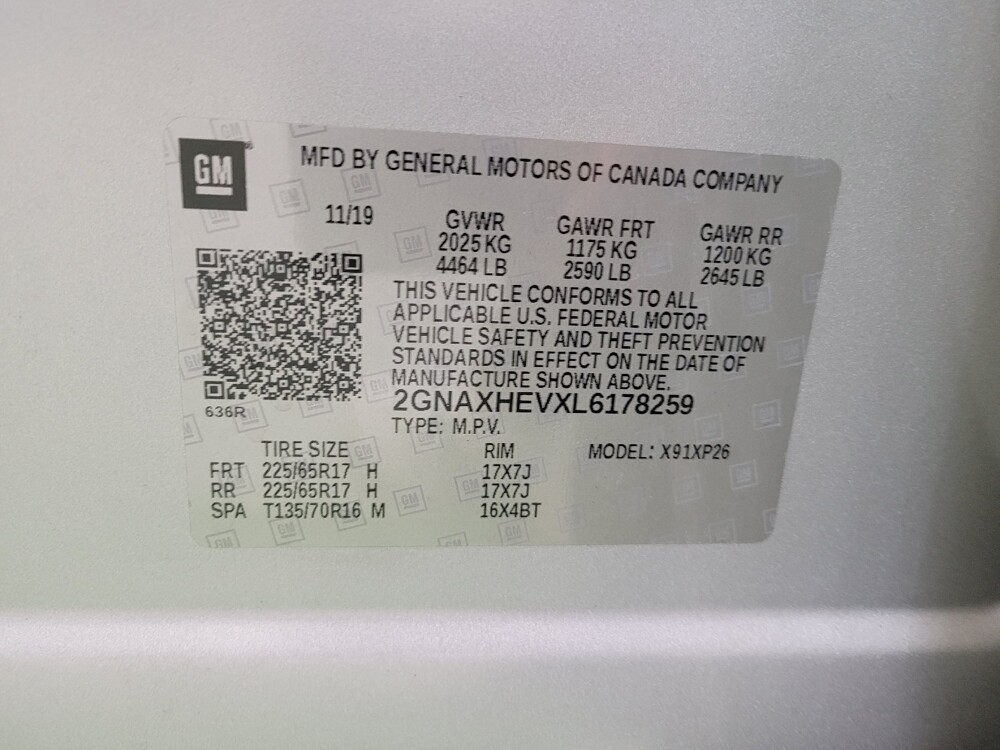 GM
MFD BY GENERAL MOTORS OF CANADA COMPANY
11/19 GVWR GAWR FRT GAWR RR
2025 KG 1175 KG 1200 KG
4464 LB 2590 LB 2645 LB
THIS VEHICLE CONFORMS TO ALL
APPLICABLE U.S. FEDERAL MOTOR
VEHICLE SAFETY AND THEFT PREVENTION
STANDARDS IN EFFECT ON THE DATE OF
MANUFACTURE SHOWN ABOVE.
2GNAXHEVXL6178259
636R
TYPE: M.P.V.
TIRE SIZE RIM MODEL: X91XP26
FRT 225/65R17 H 17X7J
RR 225/65R17 H 17X7J
SPA T135/70R16 M 16X4BT